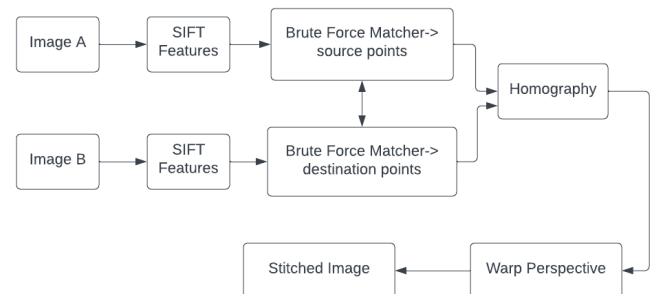 Image A
SIFT
Features
Brute Force Matcher->
source points
Homography
Image B
SIFT
Features
Brute Force Matcher->
destination points
Stitched Image
Warp Perspective